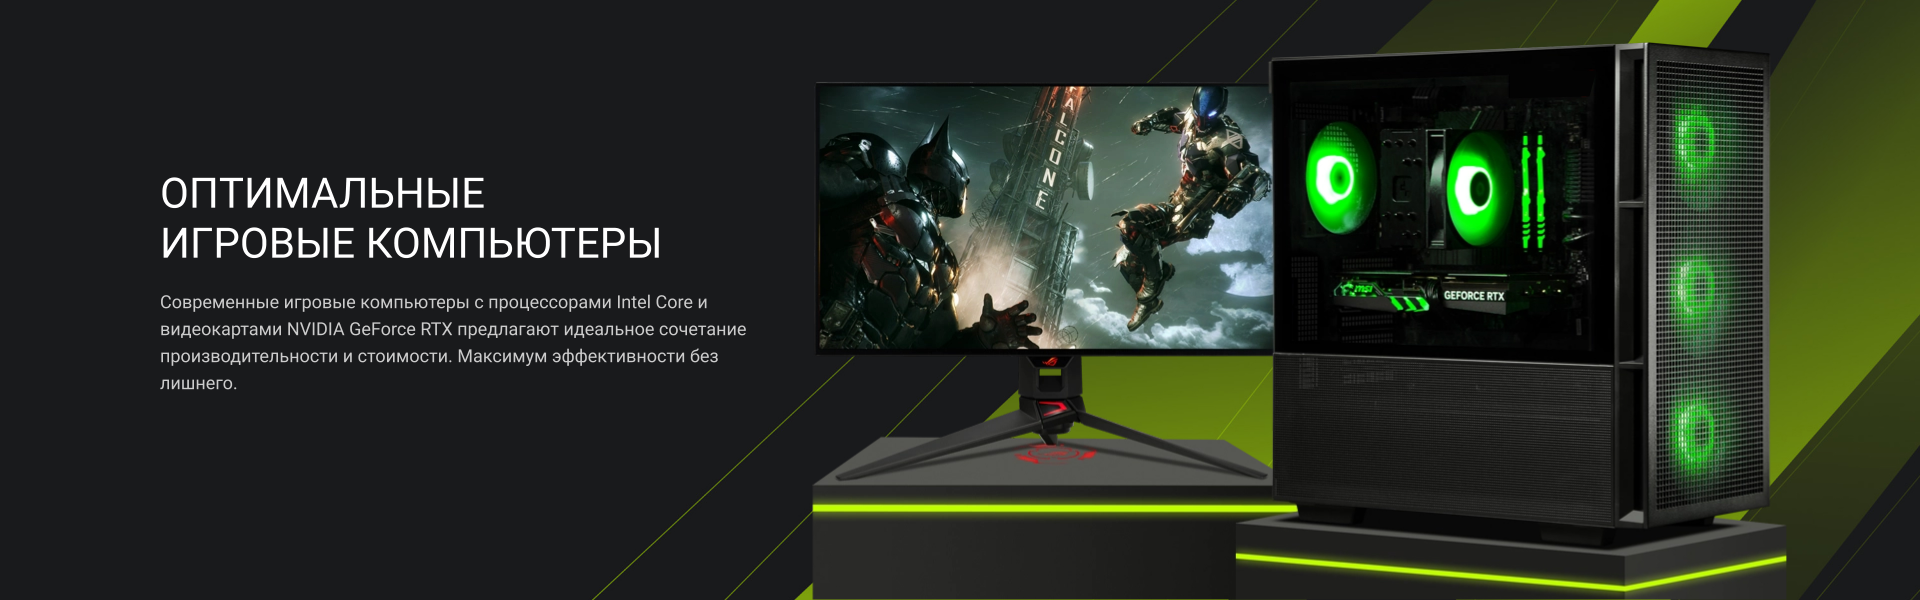 ОПТИМАЛЬНЫЕ
ИГРОВЫЕ КОМПЬЮТЕРЫ
Современные игровые компьютеры с процессорами Intel Core и
видеокартами NVIDIA GeForce RTX предлагают идеальное сочетание
производительности и стоимости. Максимум эффективности без
лишнего.
ALCONE
msi
GEFORCE RTX